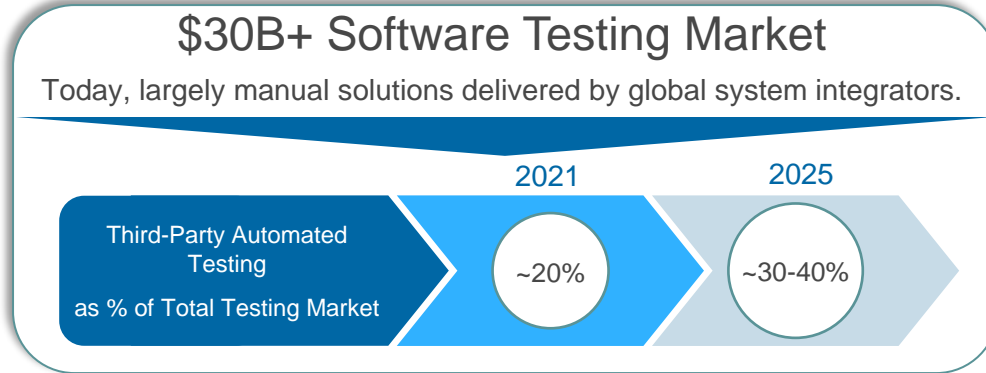 $30B+ Software Testing Market
Today, largely manual solutions delivered by global system integrators.
2021
2025
Third-Party Automated
Testing
as % of Total Testing Market
~20%
~30-40%